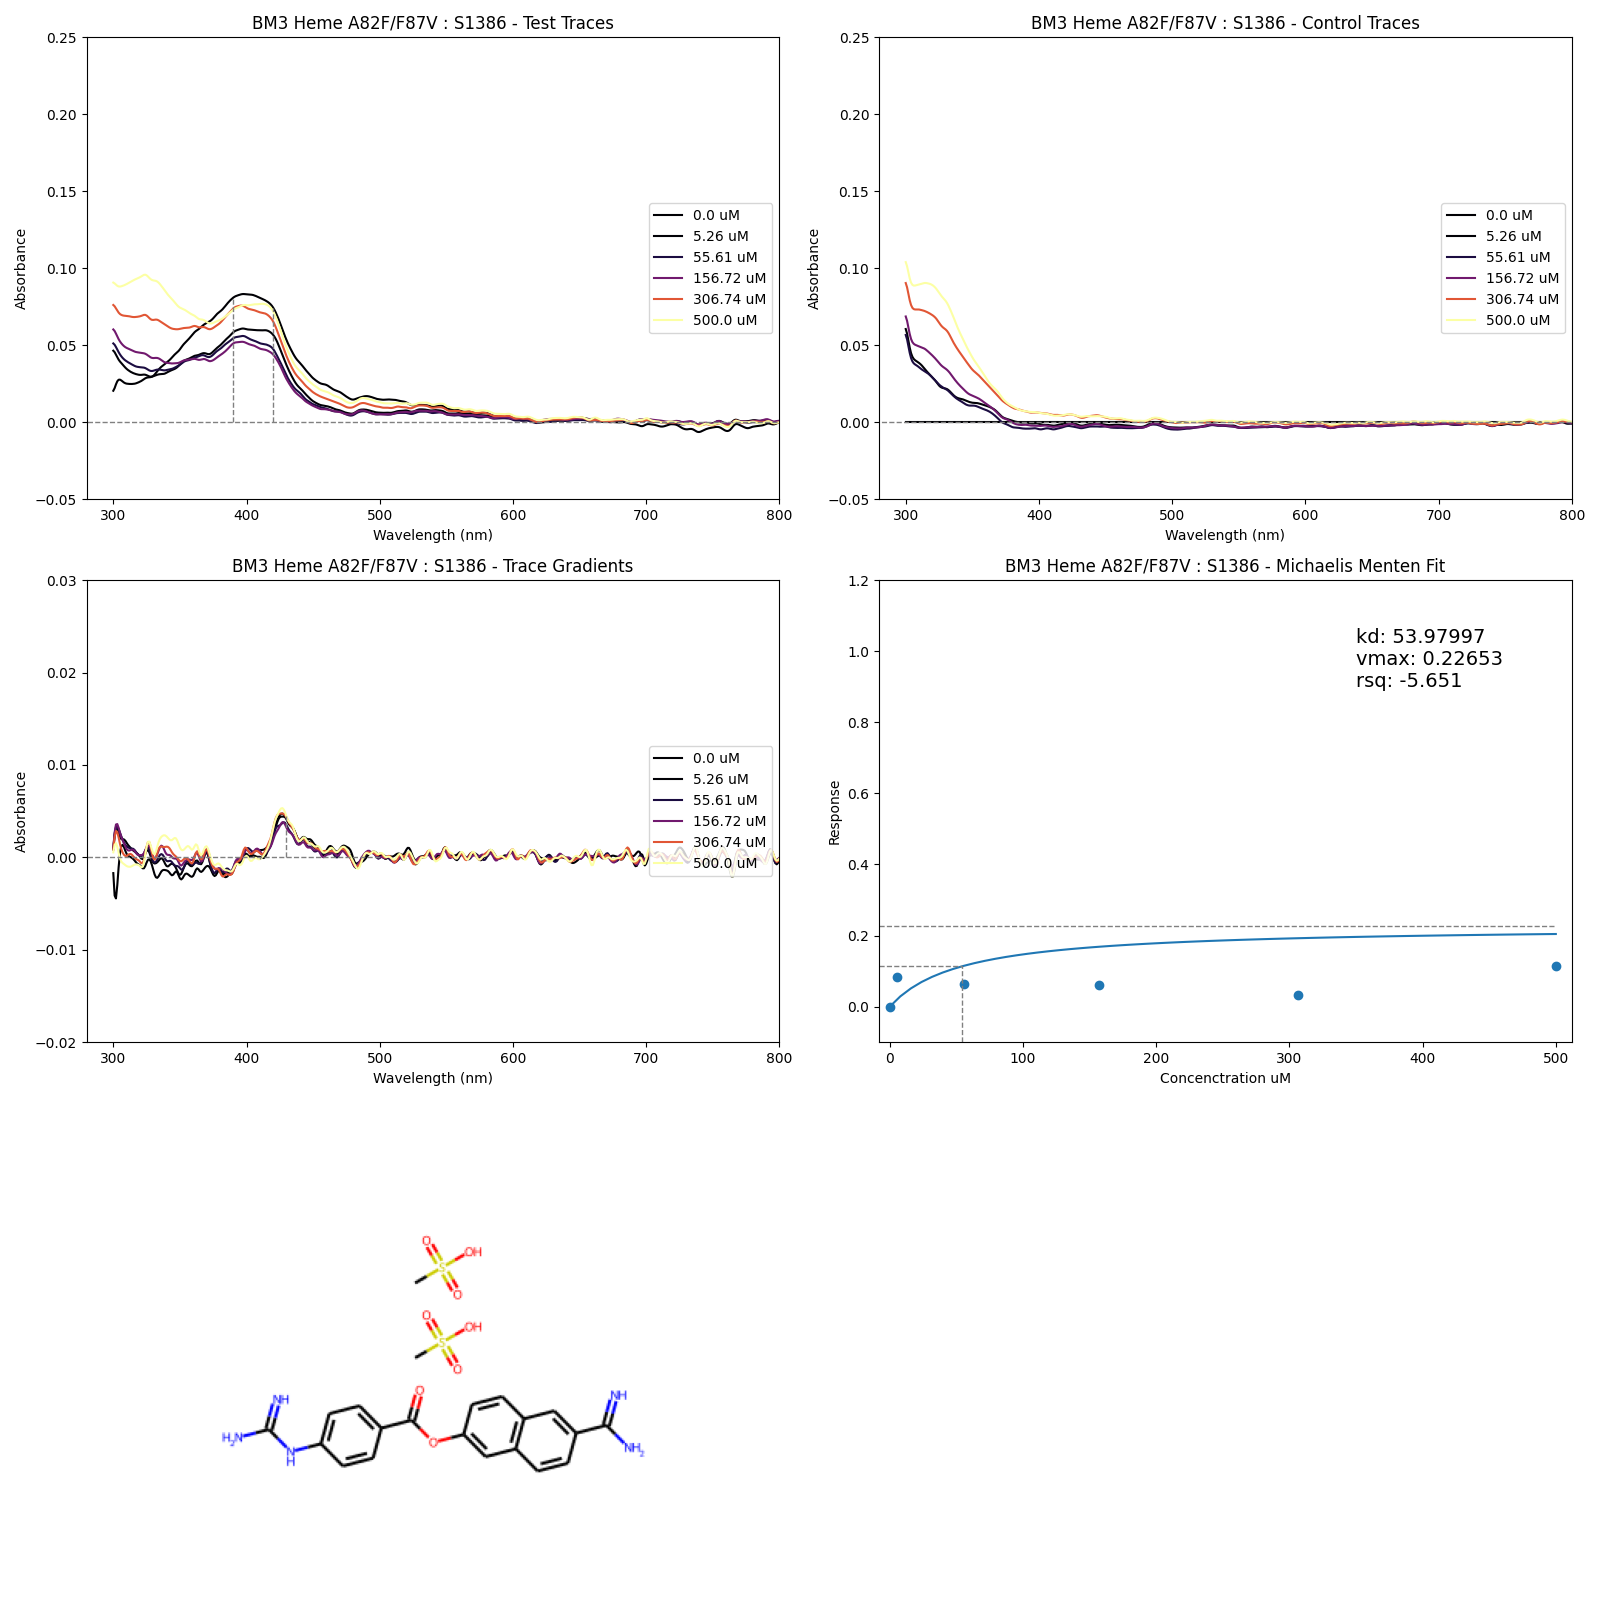 BM3 Heme A82F/F87V : S1386 - Test Traces
0.25
0.20
0.15
0.10
0.05
0.00
−0.05
Absorbance
0.0 uM
5.26 uM
55.61 uM
156.72 uM
306.74 uM
500.0 uM
300 400 500 600 700 800
Wavelength (nm)
BM3 Heme A82F/F87V : S1386 - Control Traces
0.25
0.20
0.15
0.10
0.05
0.00
−0.05
Absorbance
0.0 uM
5.26 uM
55.61 uM
156.72 uM
306.74 uM
500.0 uM
300 400 500 600 700 800
Wavelength (nm)
BM3 Heme A82F/F87V : S1386 - Trace Gradients
0.03
0.02
0.01
0.00
−0.01
−0.02
Absorbance
0.0 uM
5.26 uM
55.61 uM
156.72 uM
306.74 uM
500.0 uM
300 400 500 600 700 800
Wavelength (nm)
BM3 Heme A82F/F87V : S1386 - Michaelis Menten Fit
1.2
1.0
0.8
0.6
0.4
0.2
0.0
Response
kd: 53.97997
vmax: 0.22653
rsq: -5.651
0 100 200 300 400 500
Concenctration uM
O
OH
S
O
O
OH
S
O
NH
H2N
N
H
O
O
NH
NH2